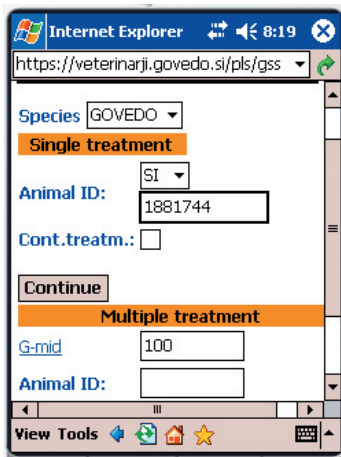 Internet Explorer 8:19
https://veterinarji.govedo.si/pls/gss
Species GOVEDO
Single treatment
SI
Animal ID:
1881744
Cont.treatm.:
Continue
Multiple treatment
G-mid 100
Animal ID:
View Tools